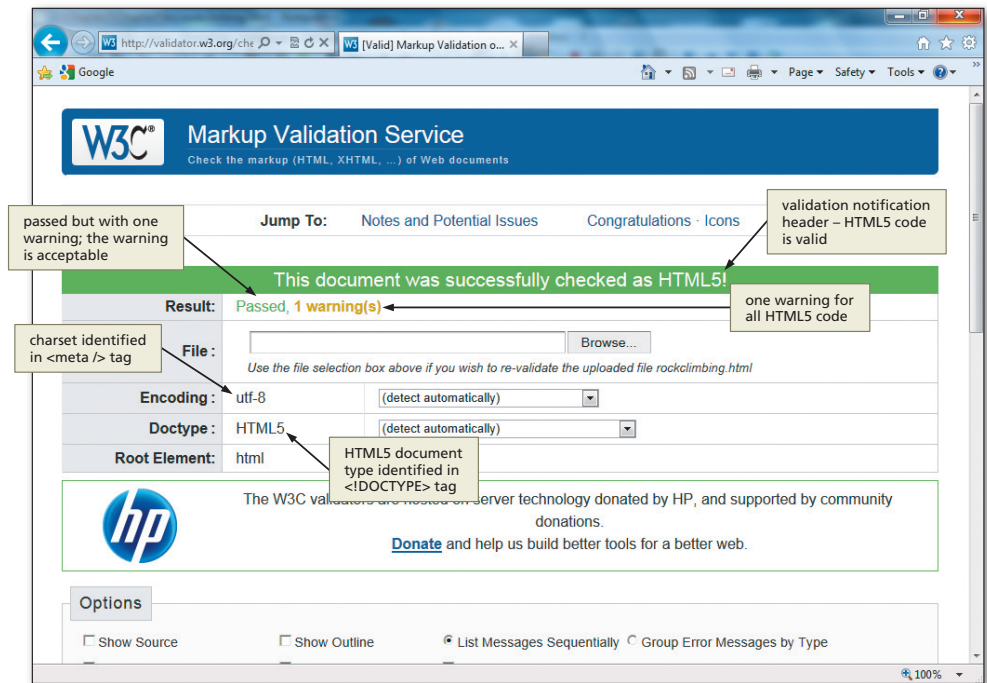 http://validator.w3.org/che
[Valid] Markup Validation o...
Google
Page
Safety
Tools
W3C®
Markup Validation Service
Check the markup (HTML, XHTML, ...) of Web documents
passed but with one
warning; the warning
is acceptable
Jump To:
Notes and Potential Issues
Congratulations · Icons
validation notification
header – HTML5 code
is valid
This document was successfully checked as HTML5!
Result:
Passed, 1 warning(s)
one warning for
all HTML5 code
charset identified
in <meta /> tag
File :
Browse...
Use the file selection box above if you wish to re-validate the uploaded file rockclimbing.html
Encoding :
utf-8
(detect automatically)
Doctype :
HTML5
(detect automatically)
HTML5 document
type identified in
<!DOCTYPE> tag
Root Element:
html
hp
The W3C validators are hosted on server technology donated by HP, and supported by community
donations.
Donate and help us build better tools for a better web.
Options
Show Source
Show Outline
List Messages Sequentially
Group Error Messages by Type
100%